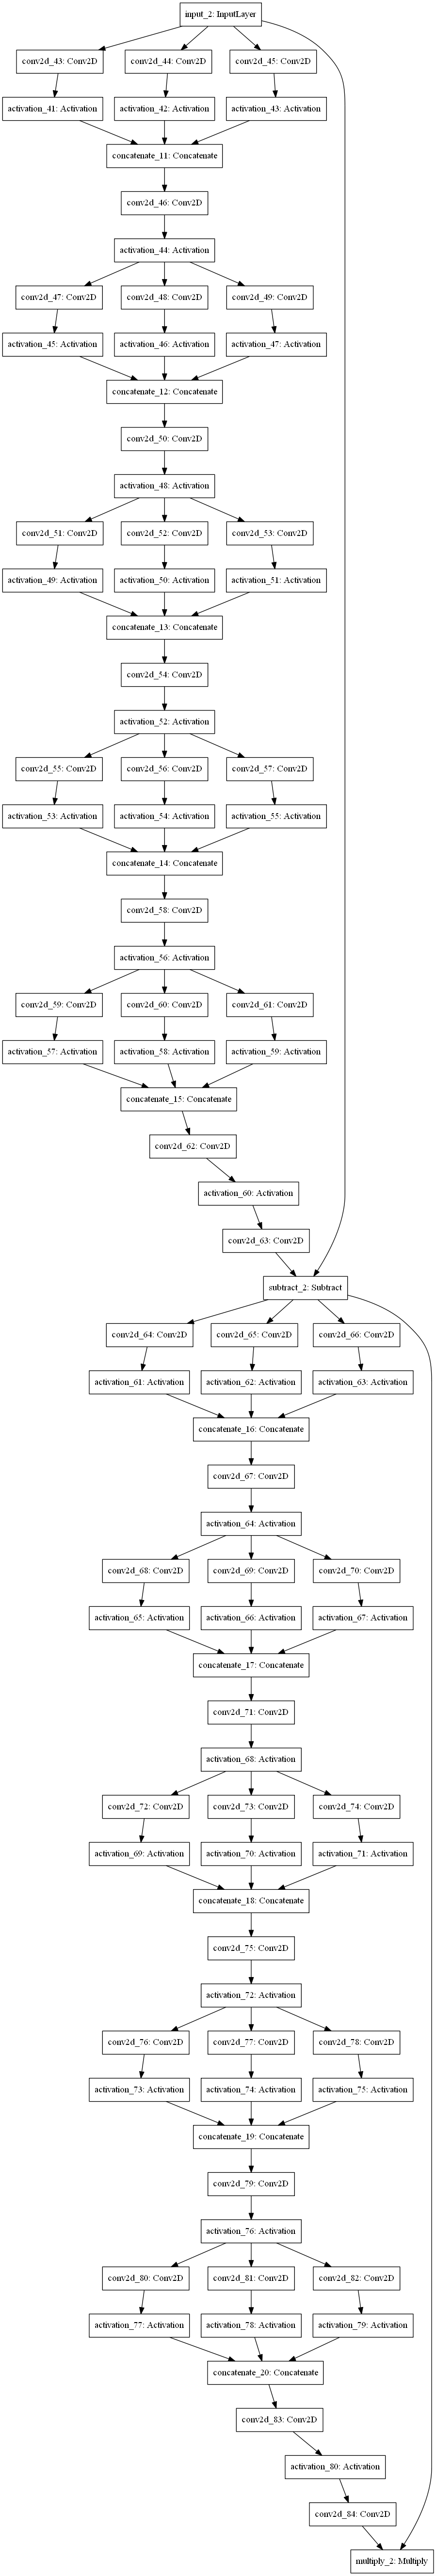 input_2: InputLayer
conv2d_43: Conv2D
conv2d_44: Conv2D
conv2d_45: Conv2D
activation_41: Activation
activation_42: Activation
activation_43: Activation
concatenate_11: Concatenate
conv2d_46: Conv2D
activation_44: Activation
conv2d_47: Conv2D
conv2d_48: Conv2D
conv2d_49: Conv2D
activation_45: Activation
activation_46: Activation
activation_47: Activation
concatenate_12: Concatenate
conv2d_50: Conv2D
activation_48: Activation
conv2d_51: Conv2D
conv2d_52: Conv2D
conv2d_53: Conv2D
activation_49: Activation
activation_50: Activation
activation_51: Activation
concatenate_13: Concatenate
conv2d_54: Conv2D
activation_52: Activation
conv2d_55: Conv2D
conv2d_56: Conv2D
conv2d_57: Conv2D
activation_53: Activation
activation_54: Activation
activation_55: Activation
concatenate_14: Concatenate
conv2d_58: Conv2D
activation_56: Activation
conv2d_59: Conv2D
conv2d_60: Conv2D
conv2d_61: Conv2D
activation_57: Activation
activation_58: Activation
activation_59: Activation
concatenate_15: Concatenate
conv2d_62: Conv2D
activation_60: Activation
conv2d_63: Conv2D
subtract_2: Subtract
conv2d_64: Conv2D
conv2d_65: Conv2D
conv2d_66: Conv2D
activation_61: Activation
activation_62: Activation
activation_63: Activation
concatenate_16: Concatenate
conv2d_67: Conv2D
activation_64: Activation
conv2d_68: Conv2D
conv2d_69: Conv2D
conv2d_70: Conv2D
activation_65: Activation
activation_66: Activation
activation_67: Activation
concatenate_17: Concatenate
conv2d_71: Conv2D
activation_68: Activation
conv2d_72: Conv2D
conv2d_73: Conv2D
conv2d_74: Conv2D
activation_69: Activation
activation_70: Activation
activation_71: Activation
concatenate_18: Concatenate
conv2d_75: Conv2D
activation_72: Activation
conv2d_76: Conv2D
conv2d_77: Conv2D
conv2d_78: Conv2D
activation_73: Activation
activation_74: Activation
activation_75: Activation
concatenate_19: Concatenate
conv2d_79: Conv2D
activation_76: Activation
conv2d_80: Conv2D
conv2d_81: Conv2D
conv2d_82: Conv2D
activation_77: Activation
activation_78: Activation
activation_79: Activation
concatenate_20: Concatenate
conv2d_83: Conv2D
activation_80: Activation
conv2d_84: Conv2D
multiply_2: Multiply